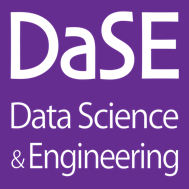 DaSE
Data Science
& Engineering